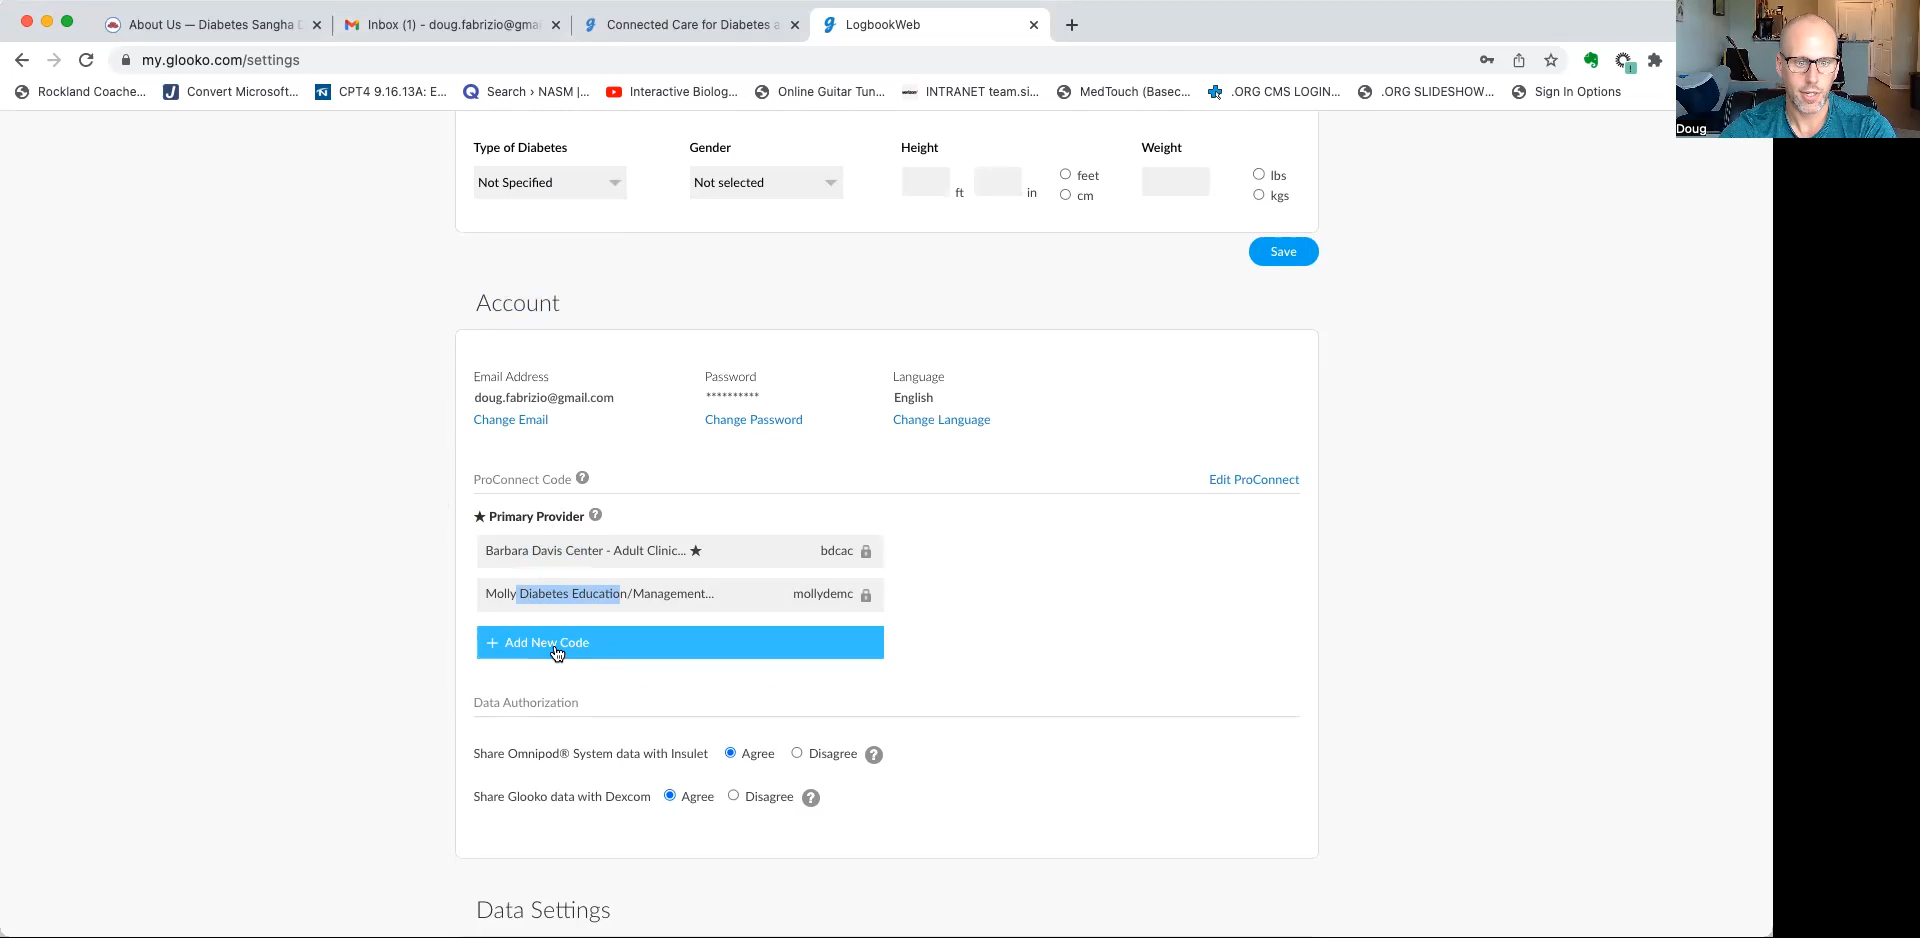 About Us — Diabetes Sangha
Inbox (1) - doug.fabrizio@gmai
Connected Care for Diabetes a
LogbookWeb
my.glooko.com/settings
Rockland Coache...
Convert Microsoft...
CPT4 9.16.13A: E...
Search › NASM |...
Interactive Biolog...
Online Guitar Tun...
INTRANET team.si...
MedTouch (Basec...
.ORG CMS LOGIN...
.ORG SLIDESHOW...
Sign In Options
Doug
Type of Diabetes
Gender
Height
Weight
Not Specified
Not selected
ft
in
feet
cm
lbs
kgs
Save
Account
Email Address
Password
Language
doug.fabrizio@gmail.com
**********
English
Change Email
Change Password
Change Language
ProConnect Code ?
Edit ProConnect
★ Primary Provider ?
Barbara Davis Center - Adult Clinic... ★
bdcac
Molly Diabetes Education/Management...
mollydemc
+ Add New Code
Data Authorization
Share Omnipod® System data with Insulet
Agree
Disagree
?
Share Glooko data with Dexcom
Agree
Disagree
?
Data Settings